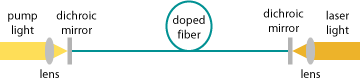 pump
light
dichroic
mirror
doped
fiber
dichroic
mirror
laser
light
lens
lens